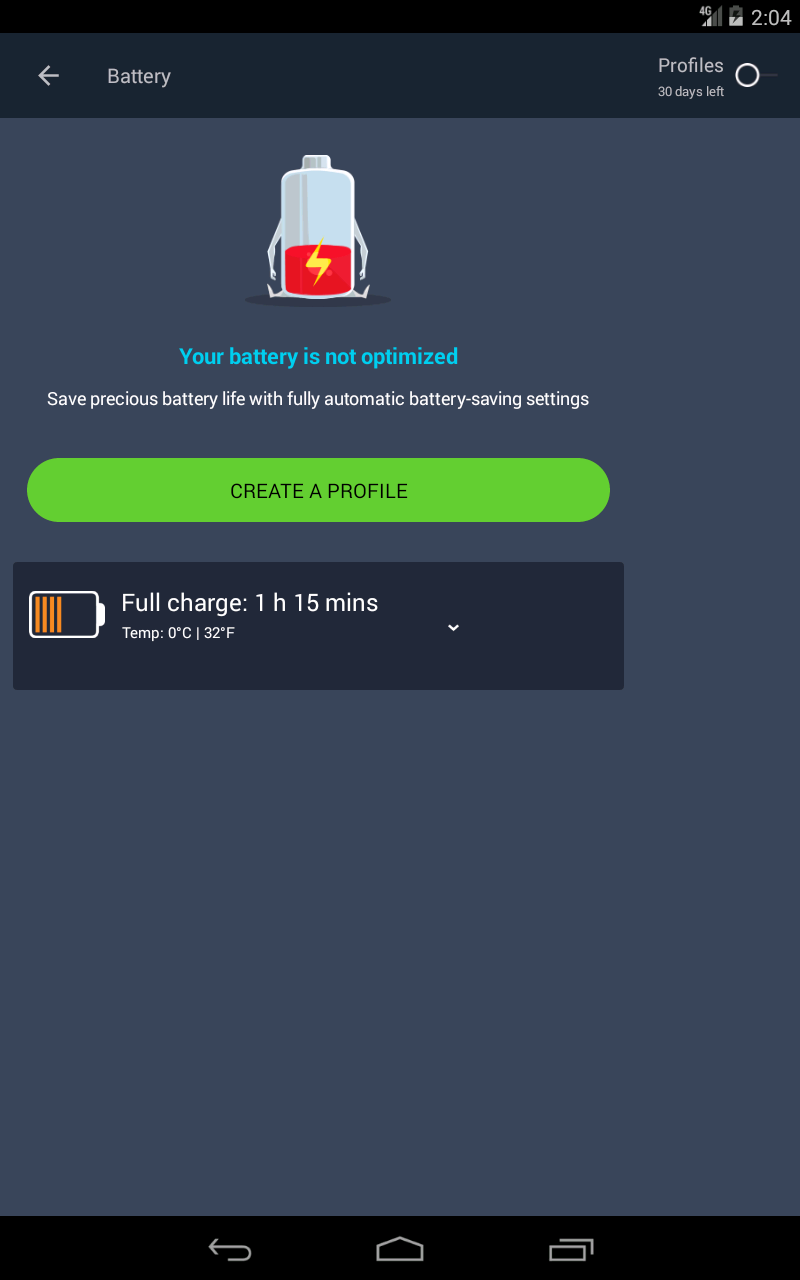 4G 2:04
Battery
Profiles
30 days left
Your battery is not optimized
Save precious battery life with fully automatic battery-saving settings
CREATE A PROFILE
Full charge: 1 h 15 mins
Temp: 0°C | 32°F